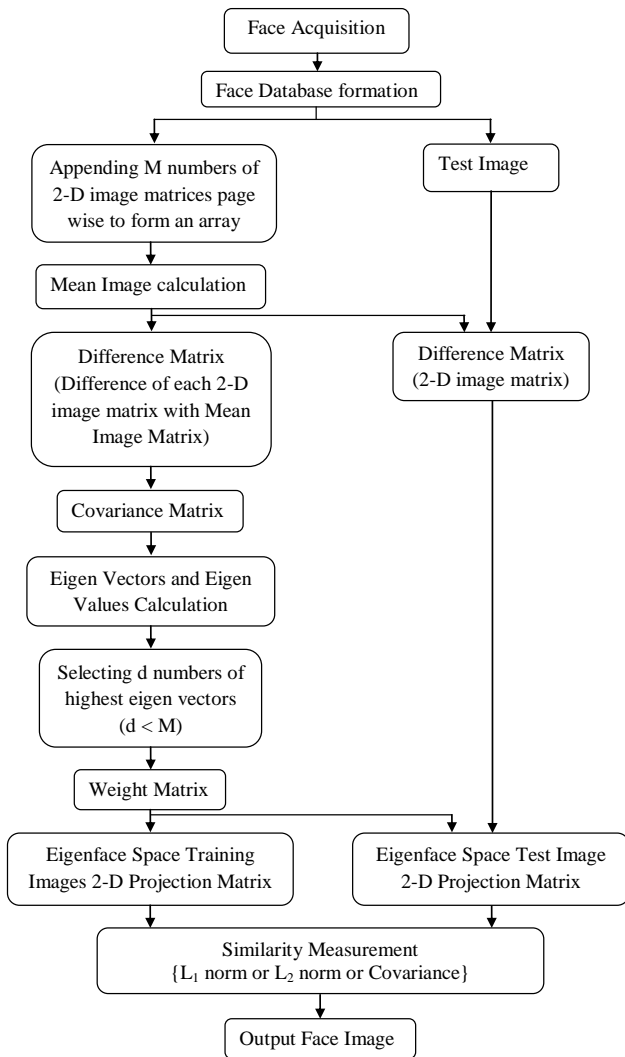 Face Acquisition
Face Database formation
Appending M numbers of
2-D image matrices page
wise to form an array
Test Image
Mean Image calculation
Difference Matrix
(Difference of each 2-D
image matrix with Mean
Image Matrix)
Difference Matrix
(2-D image matrix)
Covariance Matrix
Eigen Vectors and Eigen
Values Calculation
Selecting d numbers of
highest eigen vectors
(d < M)
Weight Matrix
Eigenface Space Training
Images 2-D Projection Matrix
Eigenface Space Test Image
2-D Projection Matrix
Similarity Measurement
{L₁ norm or L₂ norm or Covariance}
Output Face Image